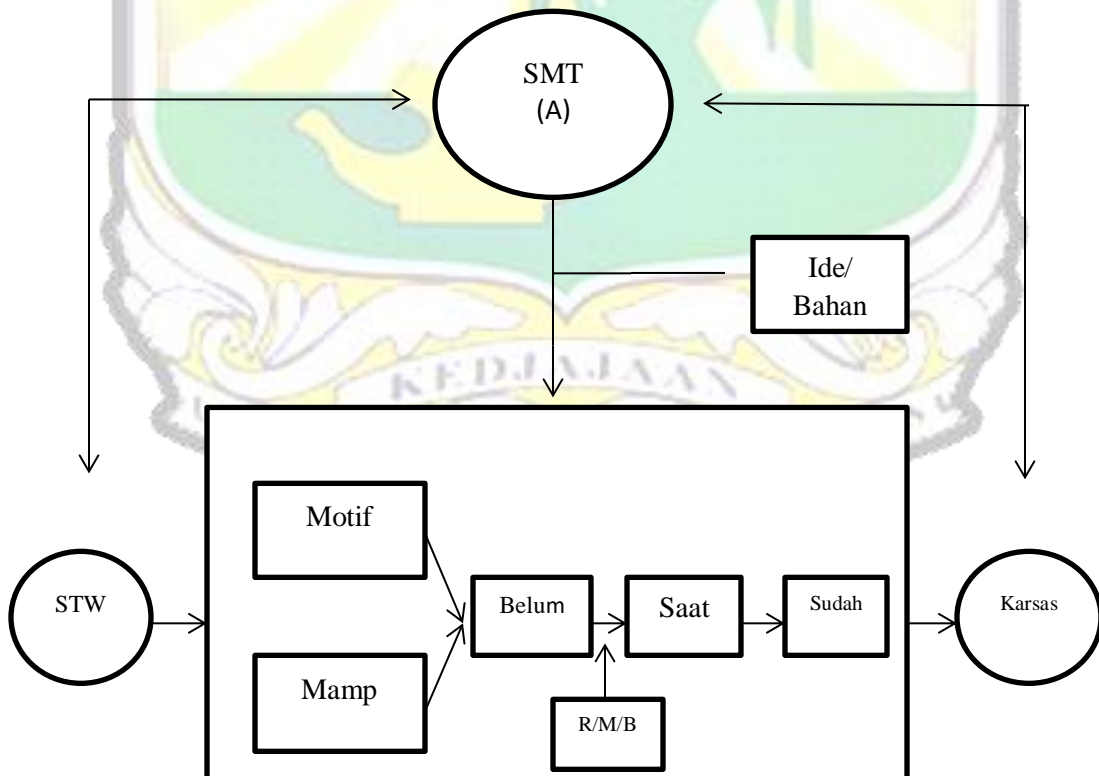 SMT
(A)
Ide/
Bahan
KEDJAJAAN
Motif
STW
Belum
Saat
Sudah
Karsas
Mamp
R/M/B